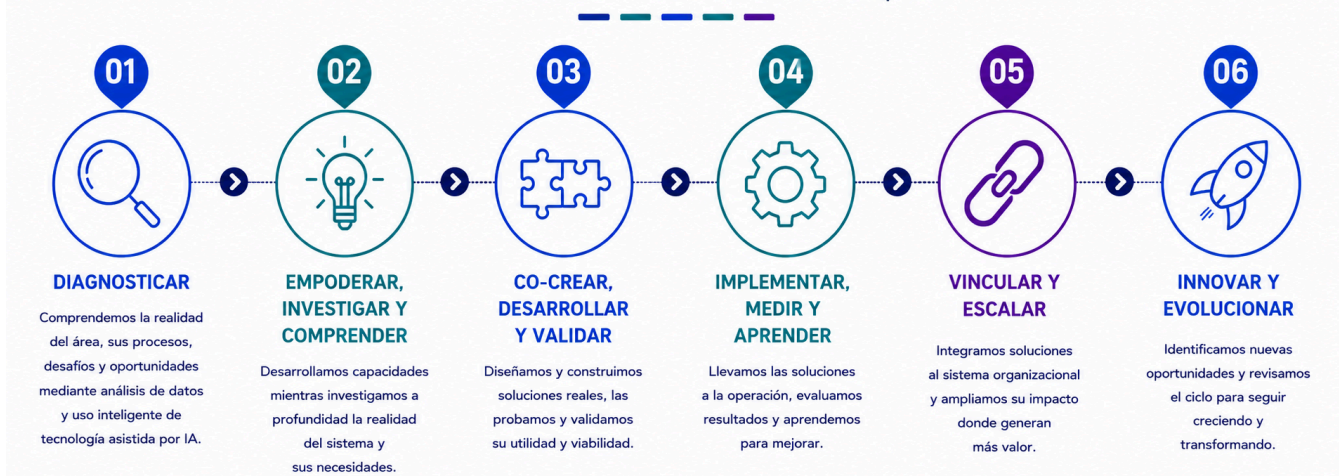 01
DIAGNOSTICAR
Comprendemos la realidad
del área, sus procesos,
desafíos y oportunidades
mediante análisis de datos
y uso inteligente de
tecnología asistida por IA.
02
EMPODERAR,
INVESTIGAR Y
COMPRENDER
Desarrollamos capacidades
mientras investigamos a
profundidad la realidad
del sistema y
sus necesidades.
03
CO-CREAR,
DESARROLLAR
Y VALIDAR
Diseñamos y construimos
soluciones reales, las
probamos y validamos
su utilidad y viabilidad.
04
IMPLEMENTAR,
MEDIR Y
APRENDER
Llevamos las soluciones
a la operación, evaluamos
resultados y aprendemos
para mejorar.
05
VINCULAR Y
ESCALAR
Integramos soluciones
al sistema organizacional
y ampliamos su impacto
donde generan
más valor.
06
INNOVAR Y
EVOLUCIONAR
Identificamos nuevas
oportunidades y revisamos
el ciclo para seguir
creciendo y
transformando.